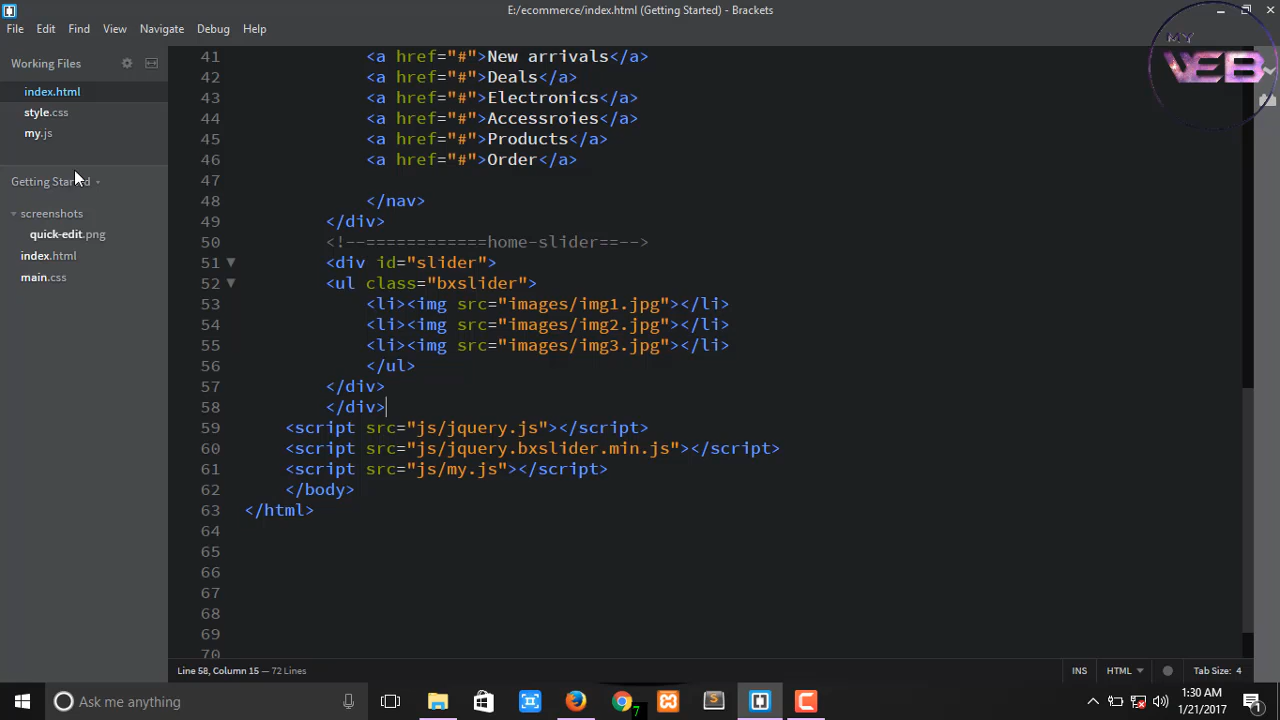 E:/ecommerce/index.html (Getting Started) - Brackets
File Edit Find View Navigate Debug Help
MY
WEB
Working Files
index.html
style.css
my.js
Getting Started
screenshots
quick-edit.png
index.html
main.css
41 <a href="#">New arrivals</a>
42 <a href="#">Deals</a>
43 <a href="#">Electronics</a>
44 <a href="#">Accessroies</a>
45 <a href="#">Products</a>
46 <a href="#">Order</a>
47
48 </nav>
49 </div>
50 <!--============home-slider==-->
51 <div id="slider">
52 <ul class="bxslider">
53 <li><img src="images/img1.jpg"></li>
54 <li><img src="images/img2.jpg"></li>
55 <li><img src="images/img3.jpg"></li>
56 </ul>
57 </div>
58 </div>
59 <script src="js/jquery.js"></script>
60 <script src="js/jquery.bxslider.min.js"></script>
61 <script src="js/my.js"></script>
62 </body>
63 </html>
64
65
66
67
68
69
70
Line 58, Column 15 — 72 Lines
INS HTML Tab Size: 4
Ask me anything
7
1:30 AM
1/21/2017
1